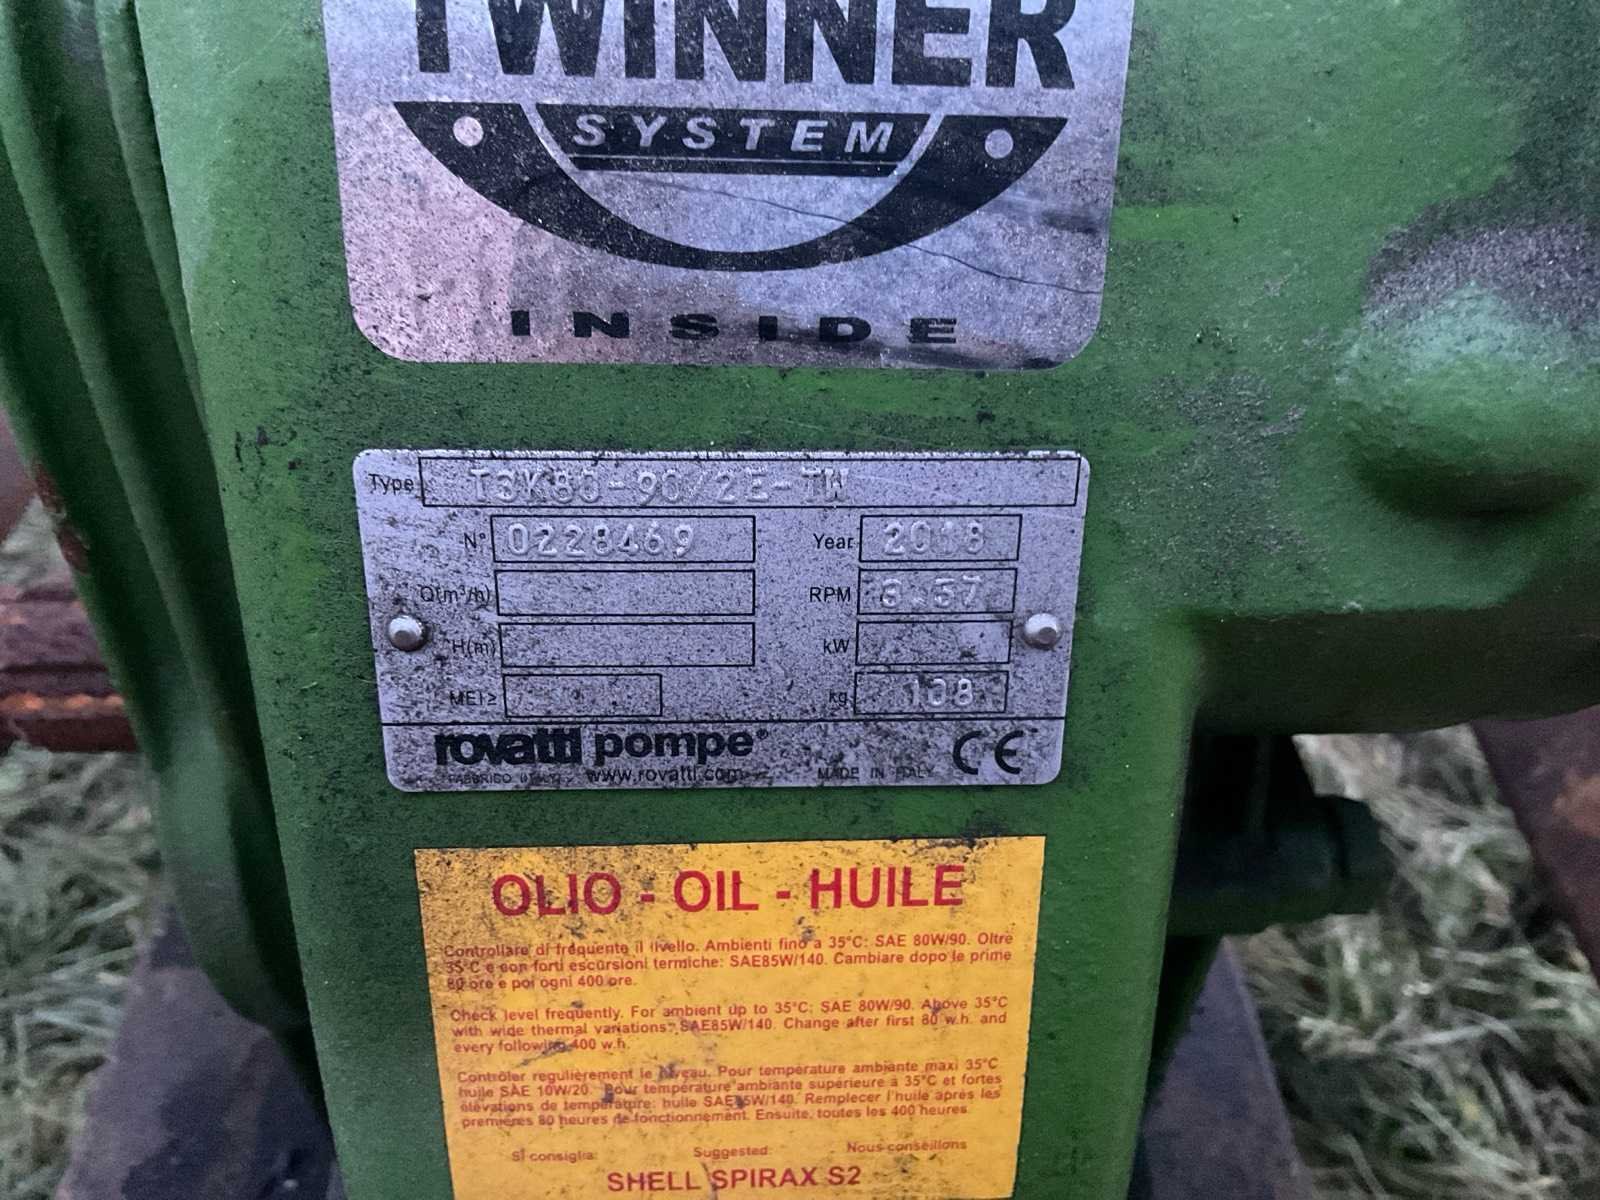 TWINNER
SYSTEM
INSIDE
Type T3K80-90/2E-TW
N° 0228469 Year 2018
Q(m³/h) RPM
H(m) kW
MEI≥ kg 108
rovatti pompe®
FABBRICO (ITALY) www.rovatti.com MADE IN ITALY CE
OLIO - OIL - HUILE
Controllare di frequente il livello. Ambienti fino a 35°C: SAE 80W/90. Oltre
35°C e con forti escursioni termiche: SAE85W/140. Cambiare dopo le prime
80 ore e poi ogni 400 ore.
Check level frequently. For ambient up to 35°C: SAE 80W/90. Above 35°C
with wide thermal variations: SAE85W/140. Change after first 80 w.h. and
every following 400 w.h.
Contrôler regulièrement le niveau. Pour température ambiante maxi 35°C
huile SAE 10W/20. Pour température ambiante supérieure à 35°C et fortes
élévations de température: huile SAE85W/140. Remplacer l'huile après les
premières 80 heures de fonctionnement. Ensuite, toutes les 400 heures.
Si consiglia: Suggested: Nous conseillons
SHELL SPIRAX S2